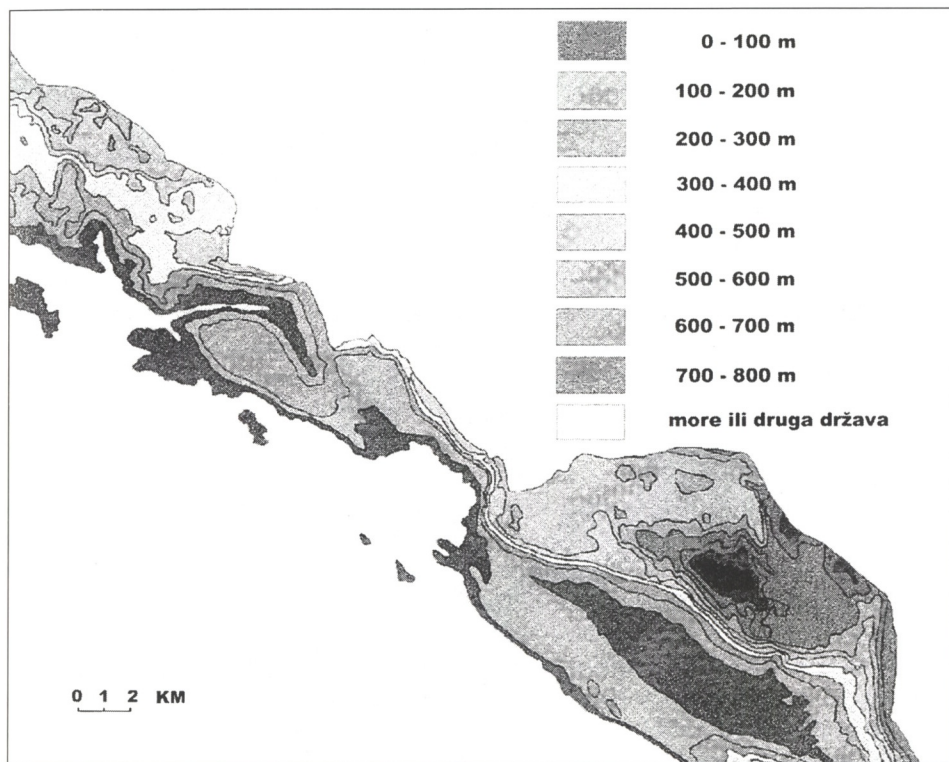 0 - 100 m
100 - 200 m
200 - 300 m
300 - 400 m
400 - 500 m
500 - 600 m
600 - 700 m
700 - 800 m
more ili druga država
0 1 2 KM